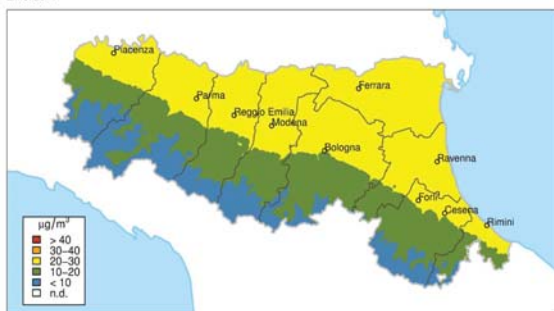 Piacenza
Parma
Reggio Emilia
Modena
Ferrara
Bologna
Ravenna
Forlì
Cesena
Rimini
µg/m³
> 40
30–40
20–30
10–20
< 10
n.d.